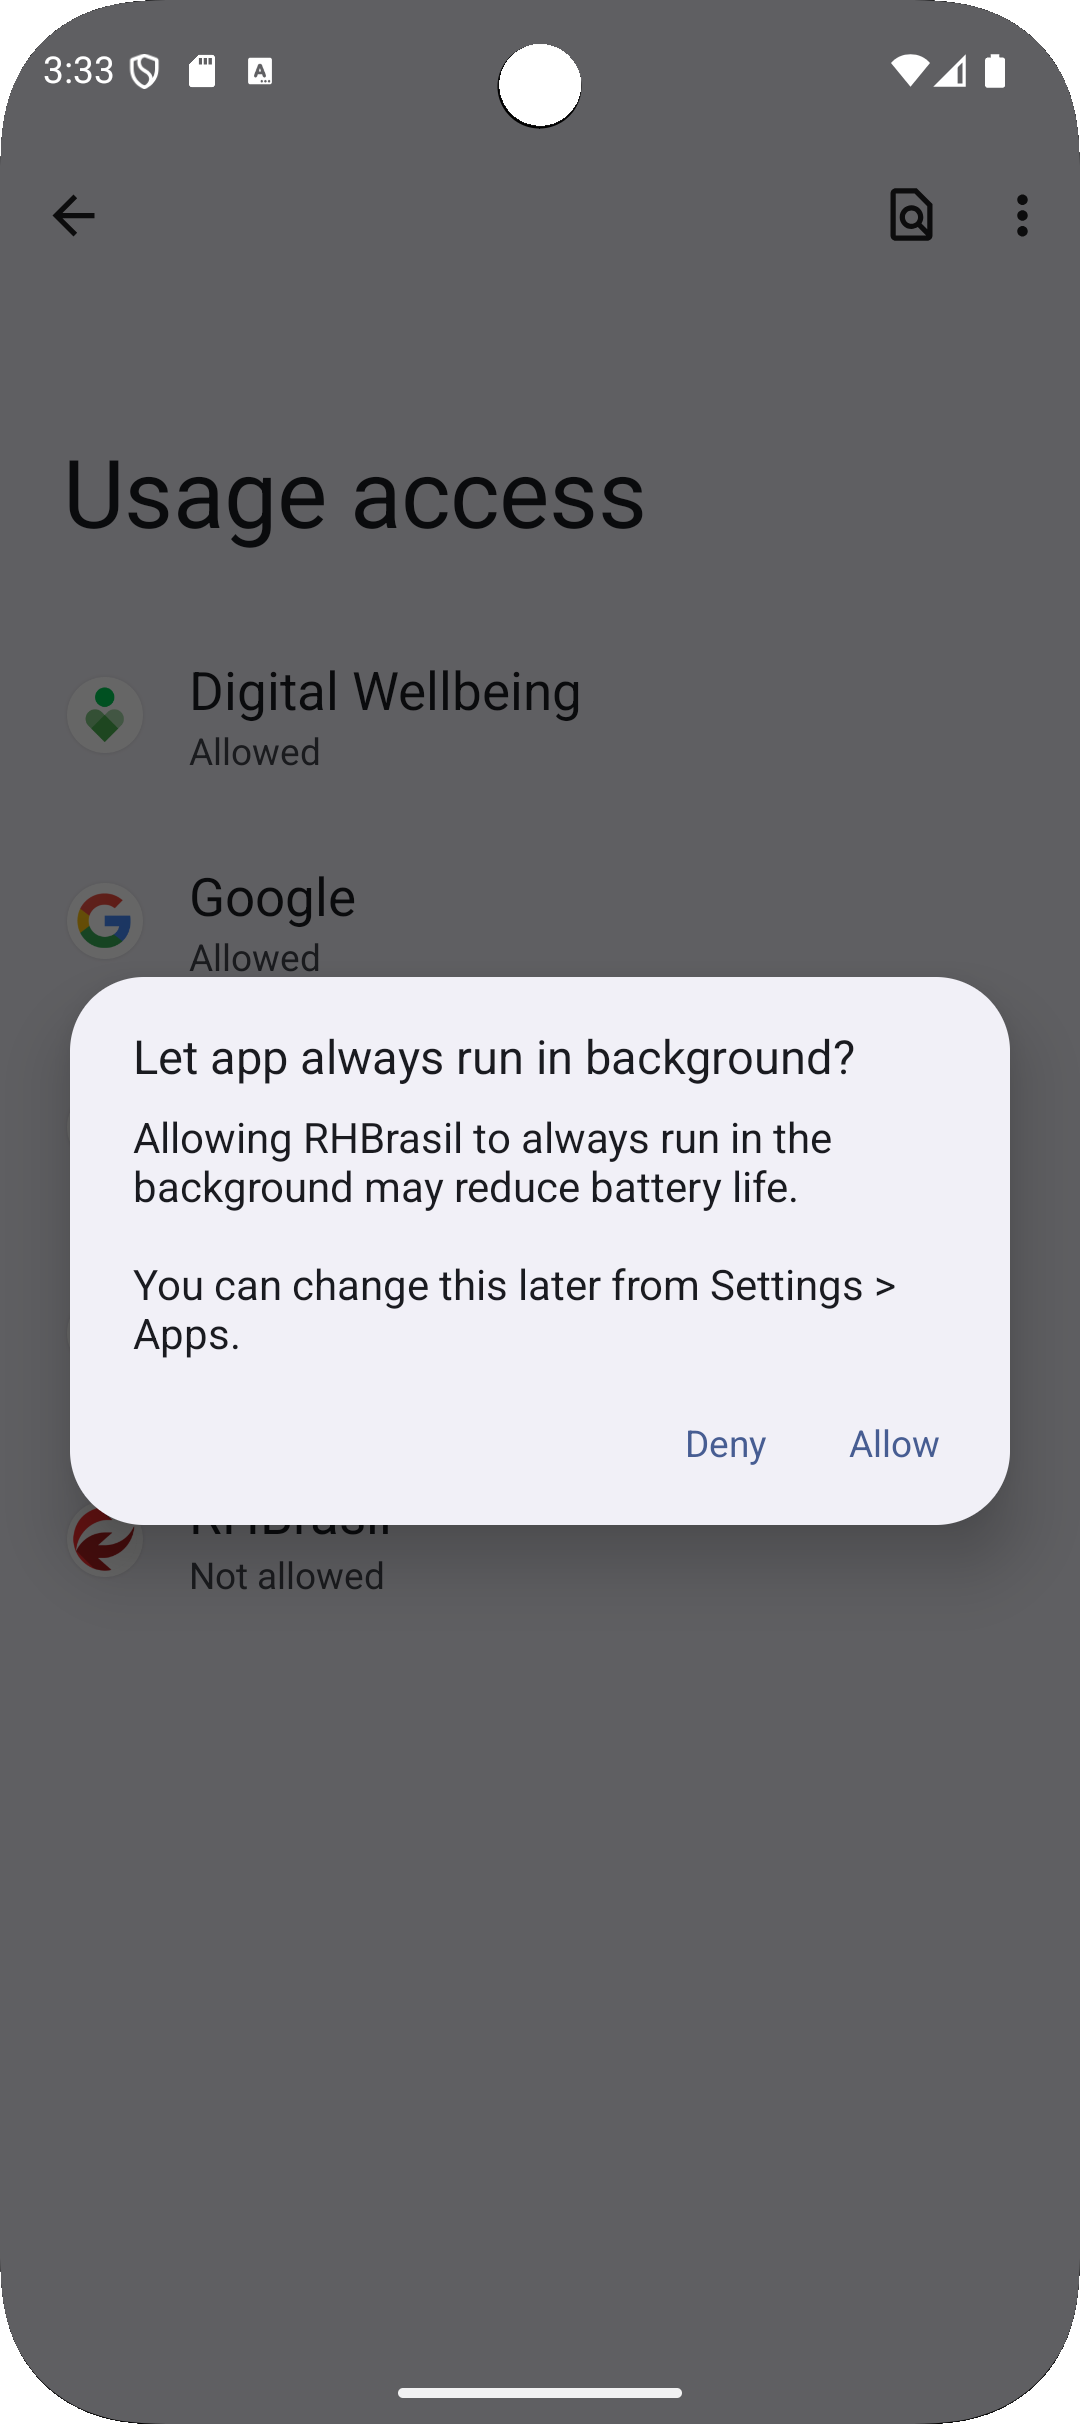 3:33
Usage access
Digital Wellbeing
Allowed
Google
Allowed
Let app always run in background?
Allowing RHBrasil to always run in the
background may reduce battery life.
You can change this later from Settings >
Apps.
Deny
Allow
RHBrasil
Not allowed